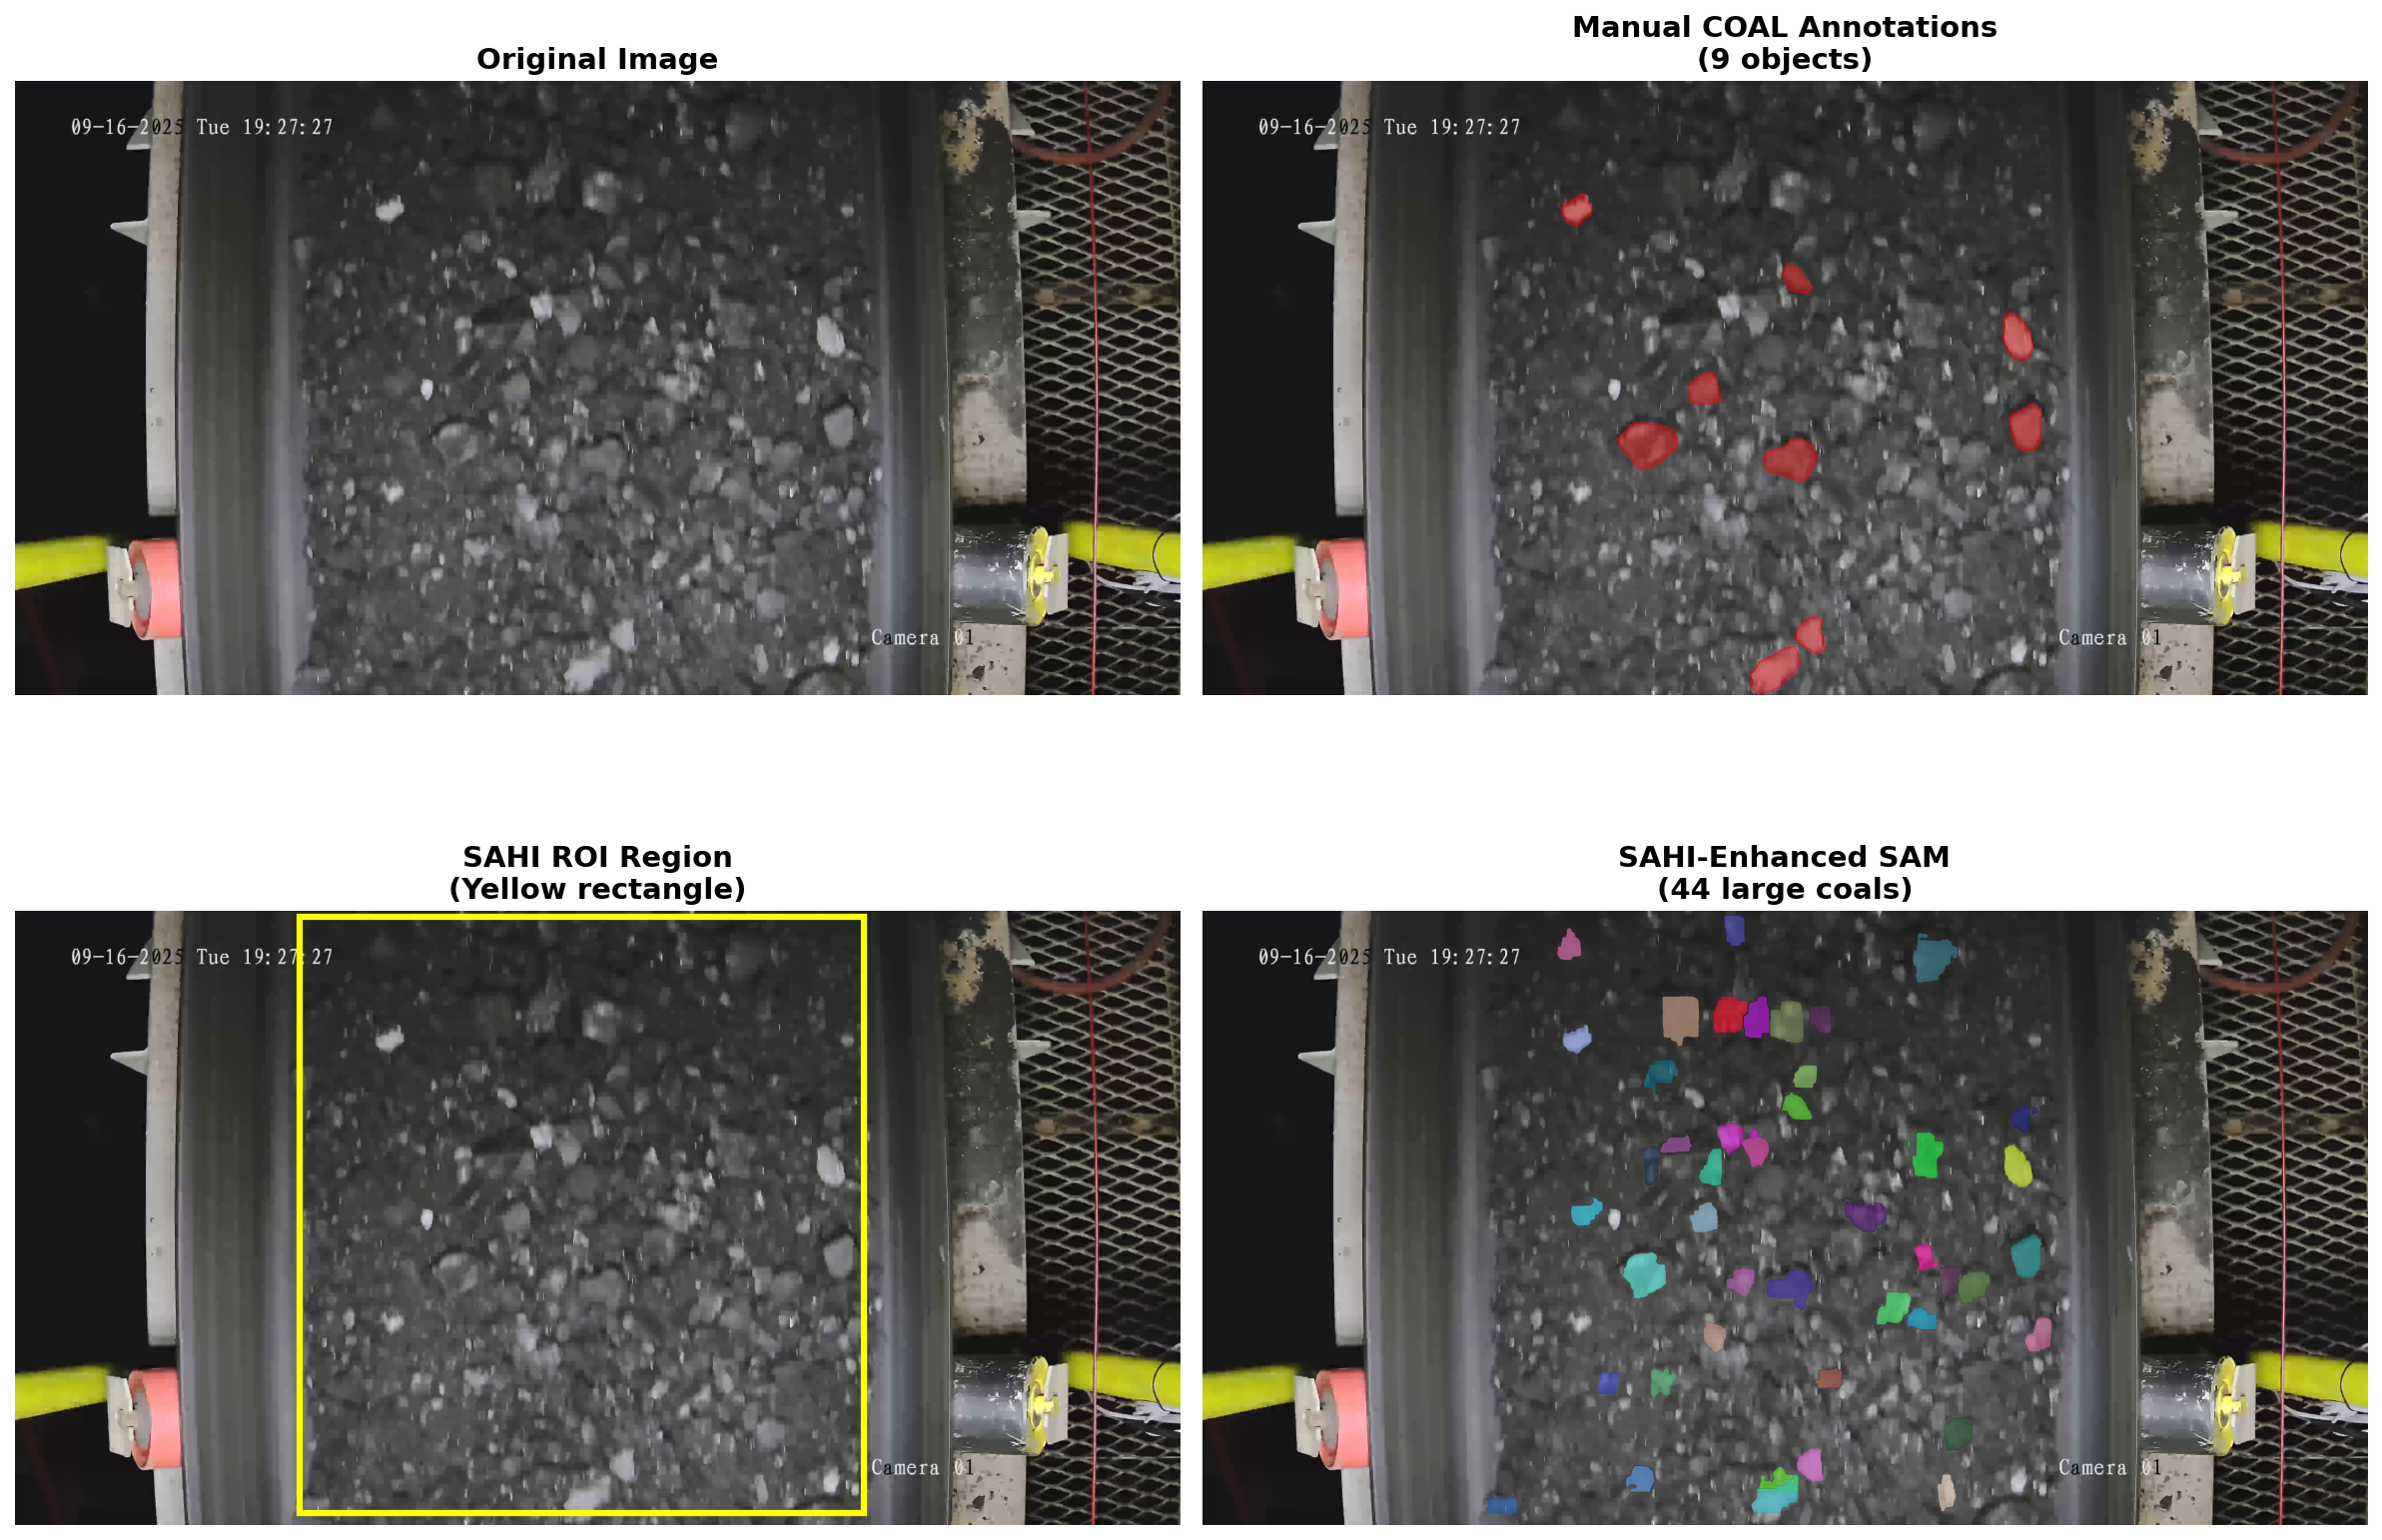 Original Image
09-16-2025 Tue 19:27:27
Camera 01
Manual COAL Annotations
(9 objects)
09-16-2025 Tue 19:27:27
Camera 01
SAHI ROI Region
(Yellow rectangle)
09-16-2025 Tue 19:27:27
Camera 01
SAHI-Enhanced SAM
(44 large coals)
09-16-2025 Tue 19:27:27
Camera 01